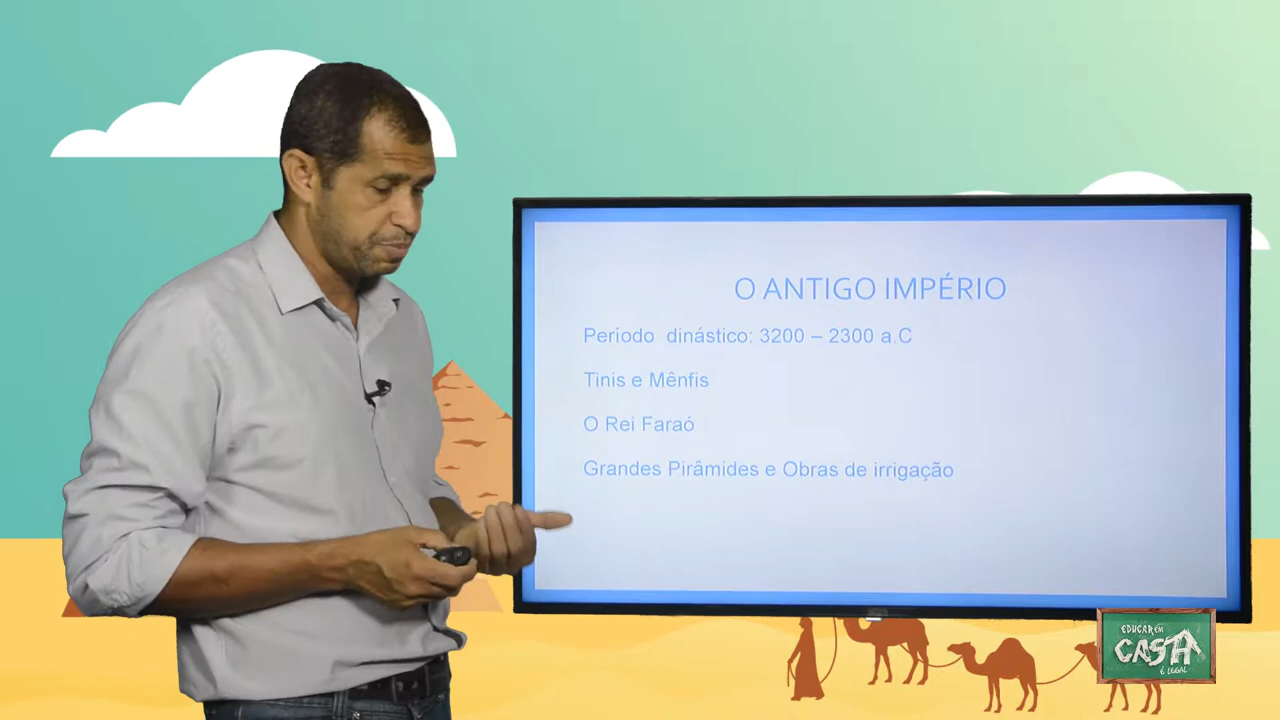 O ANTIGO IMPÉRIO
Período dinástico: 3200 – 2300 a.C
Tinis e Mênfis
O Rei Faraó
Grandes Pirâmides e Obras de irrigação
EDUCAR EM
CASA
É LEGAL